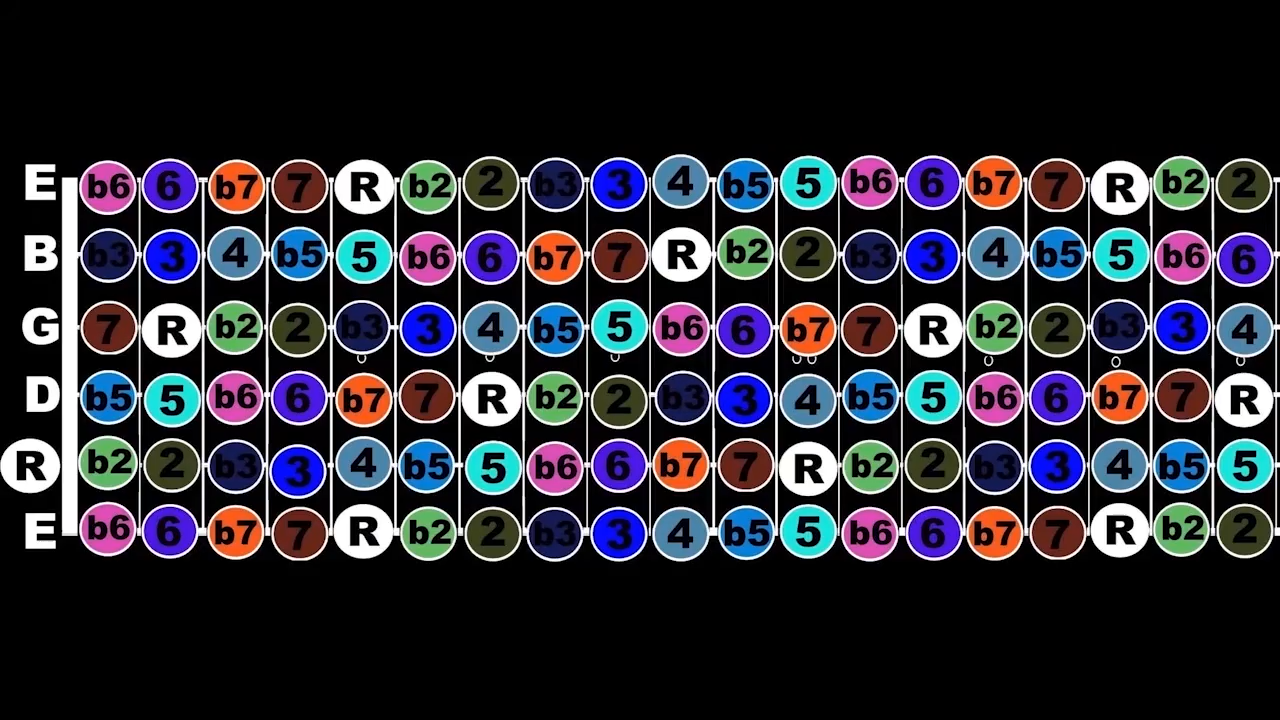 E b6 6 b7 7 R b2 2 b3 3 4 b5 5 b6 6 b7 7 R b2 2
B b3 3 4 b5 5 b6 6 b7 7 R b2 2 b3 3 4 b5 5 b6 6
G 7 R b2 2 b3 3 4 b5 5 b6 6 b7 7 R b2 2 b3 3 4
D b5 5 b6 6 b7 7 R b2 2 b3 3 4 b5 5 b6 6 b7 7 R
R b2 2 b3 3 4 b5 5 b6 6 b7 7 R b2 2 b3 3 4 b5 5
E b6 6 b7 7 R b2 2 b3 3 4 b5 5 b6 6 b7 7 R b2 2